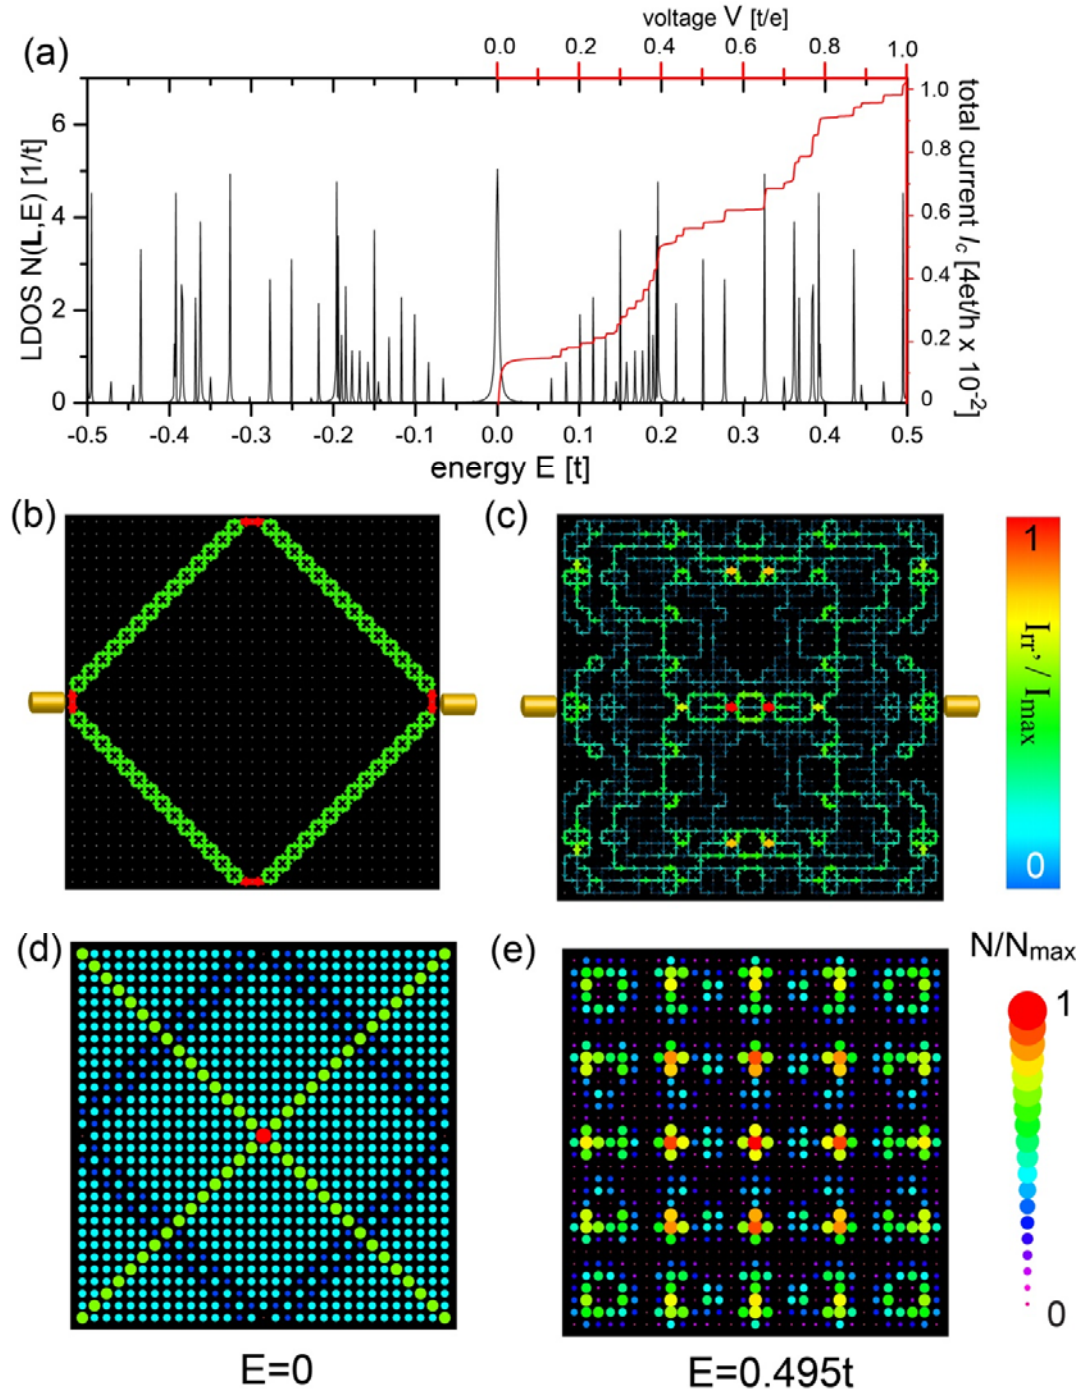 voltage V [t/e]
0.0 0.2 0.4 0.6 0.8 1.0
(a)
LDOS N(L,E) [1/t]
6
4
2
0
1.0
0.8
0.6
0.4
0.2
0
total current I_c [4et/h x 10^-2]
-0.5 -0.4 -0.3 -0.2 -0.1 0.0 0.1 0.2 0.3 0.4 0.5
energy E [t]
(b)
(c)
1
I_rr' / I_max
0
(d)
(e)
N/N_max
1
0
E=0
E=0.495t